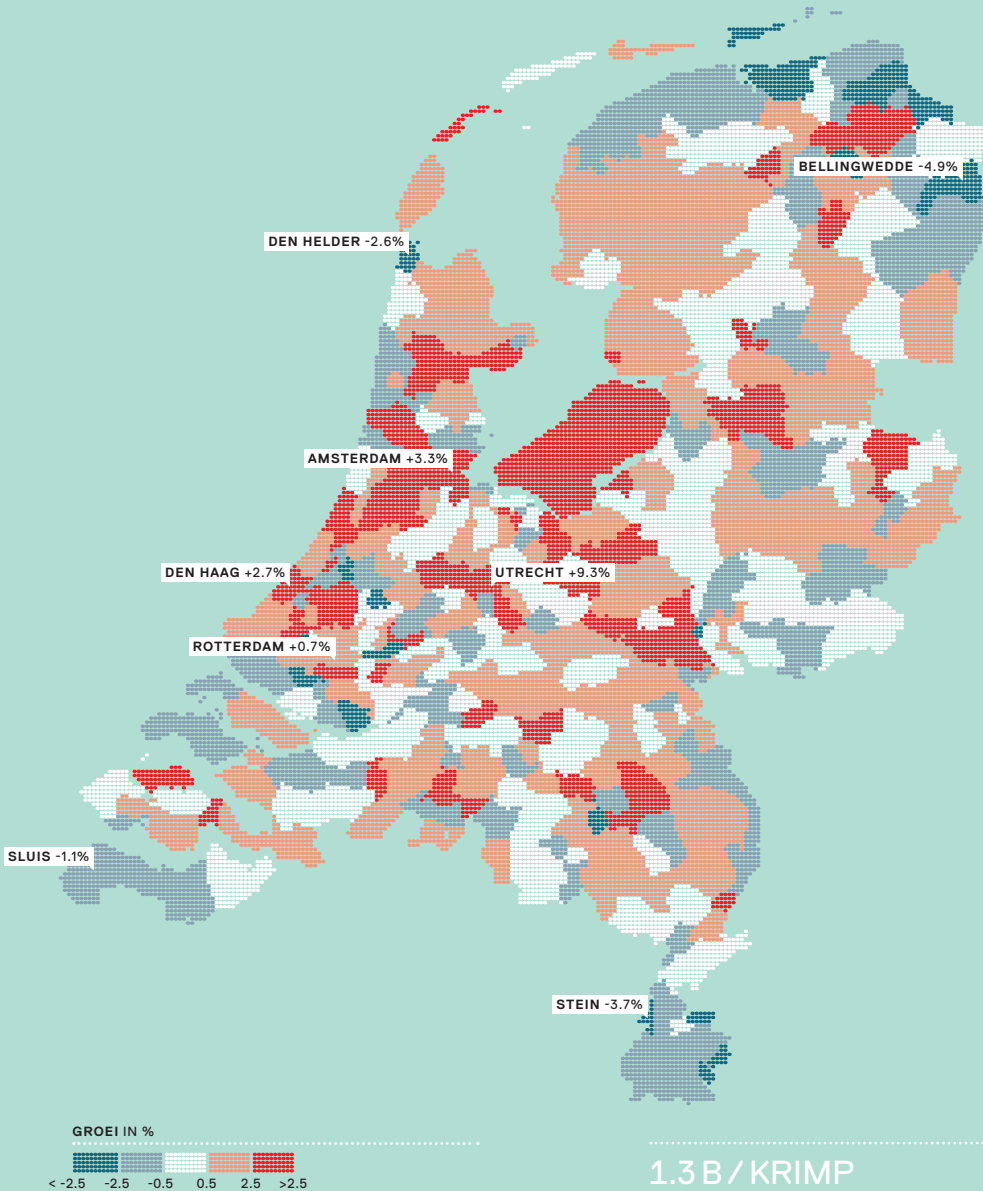 BELLINGWEDDE -4.9%
DEN HELDER -2.6%
AMSTERDAM +3.3%
DEN HAAG +2.7%
UTRECHT +9.3%
ROTTERDAM +0.7%
SLUIS -1.1%
STEIN -3.7%
GROEI IN %
< -2.5 -2.5 -0.5 0.5 2.5 >2.5
1.3 B / KRIMP